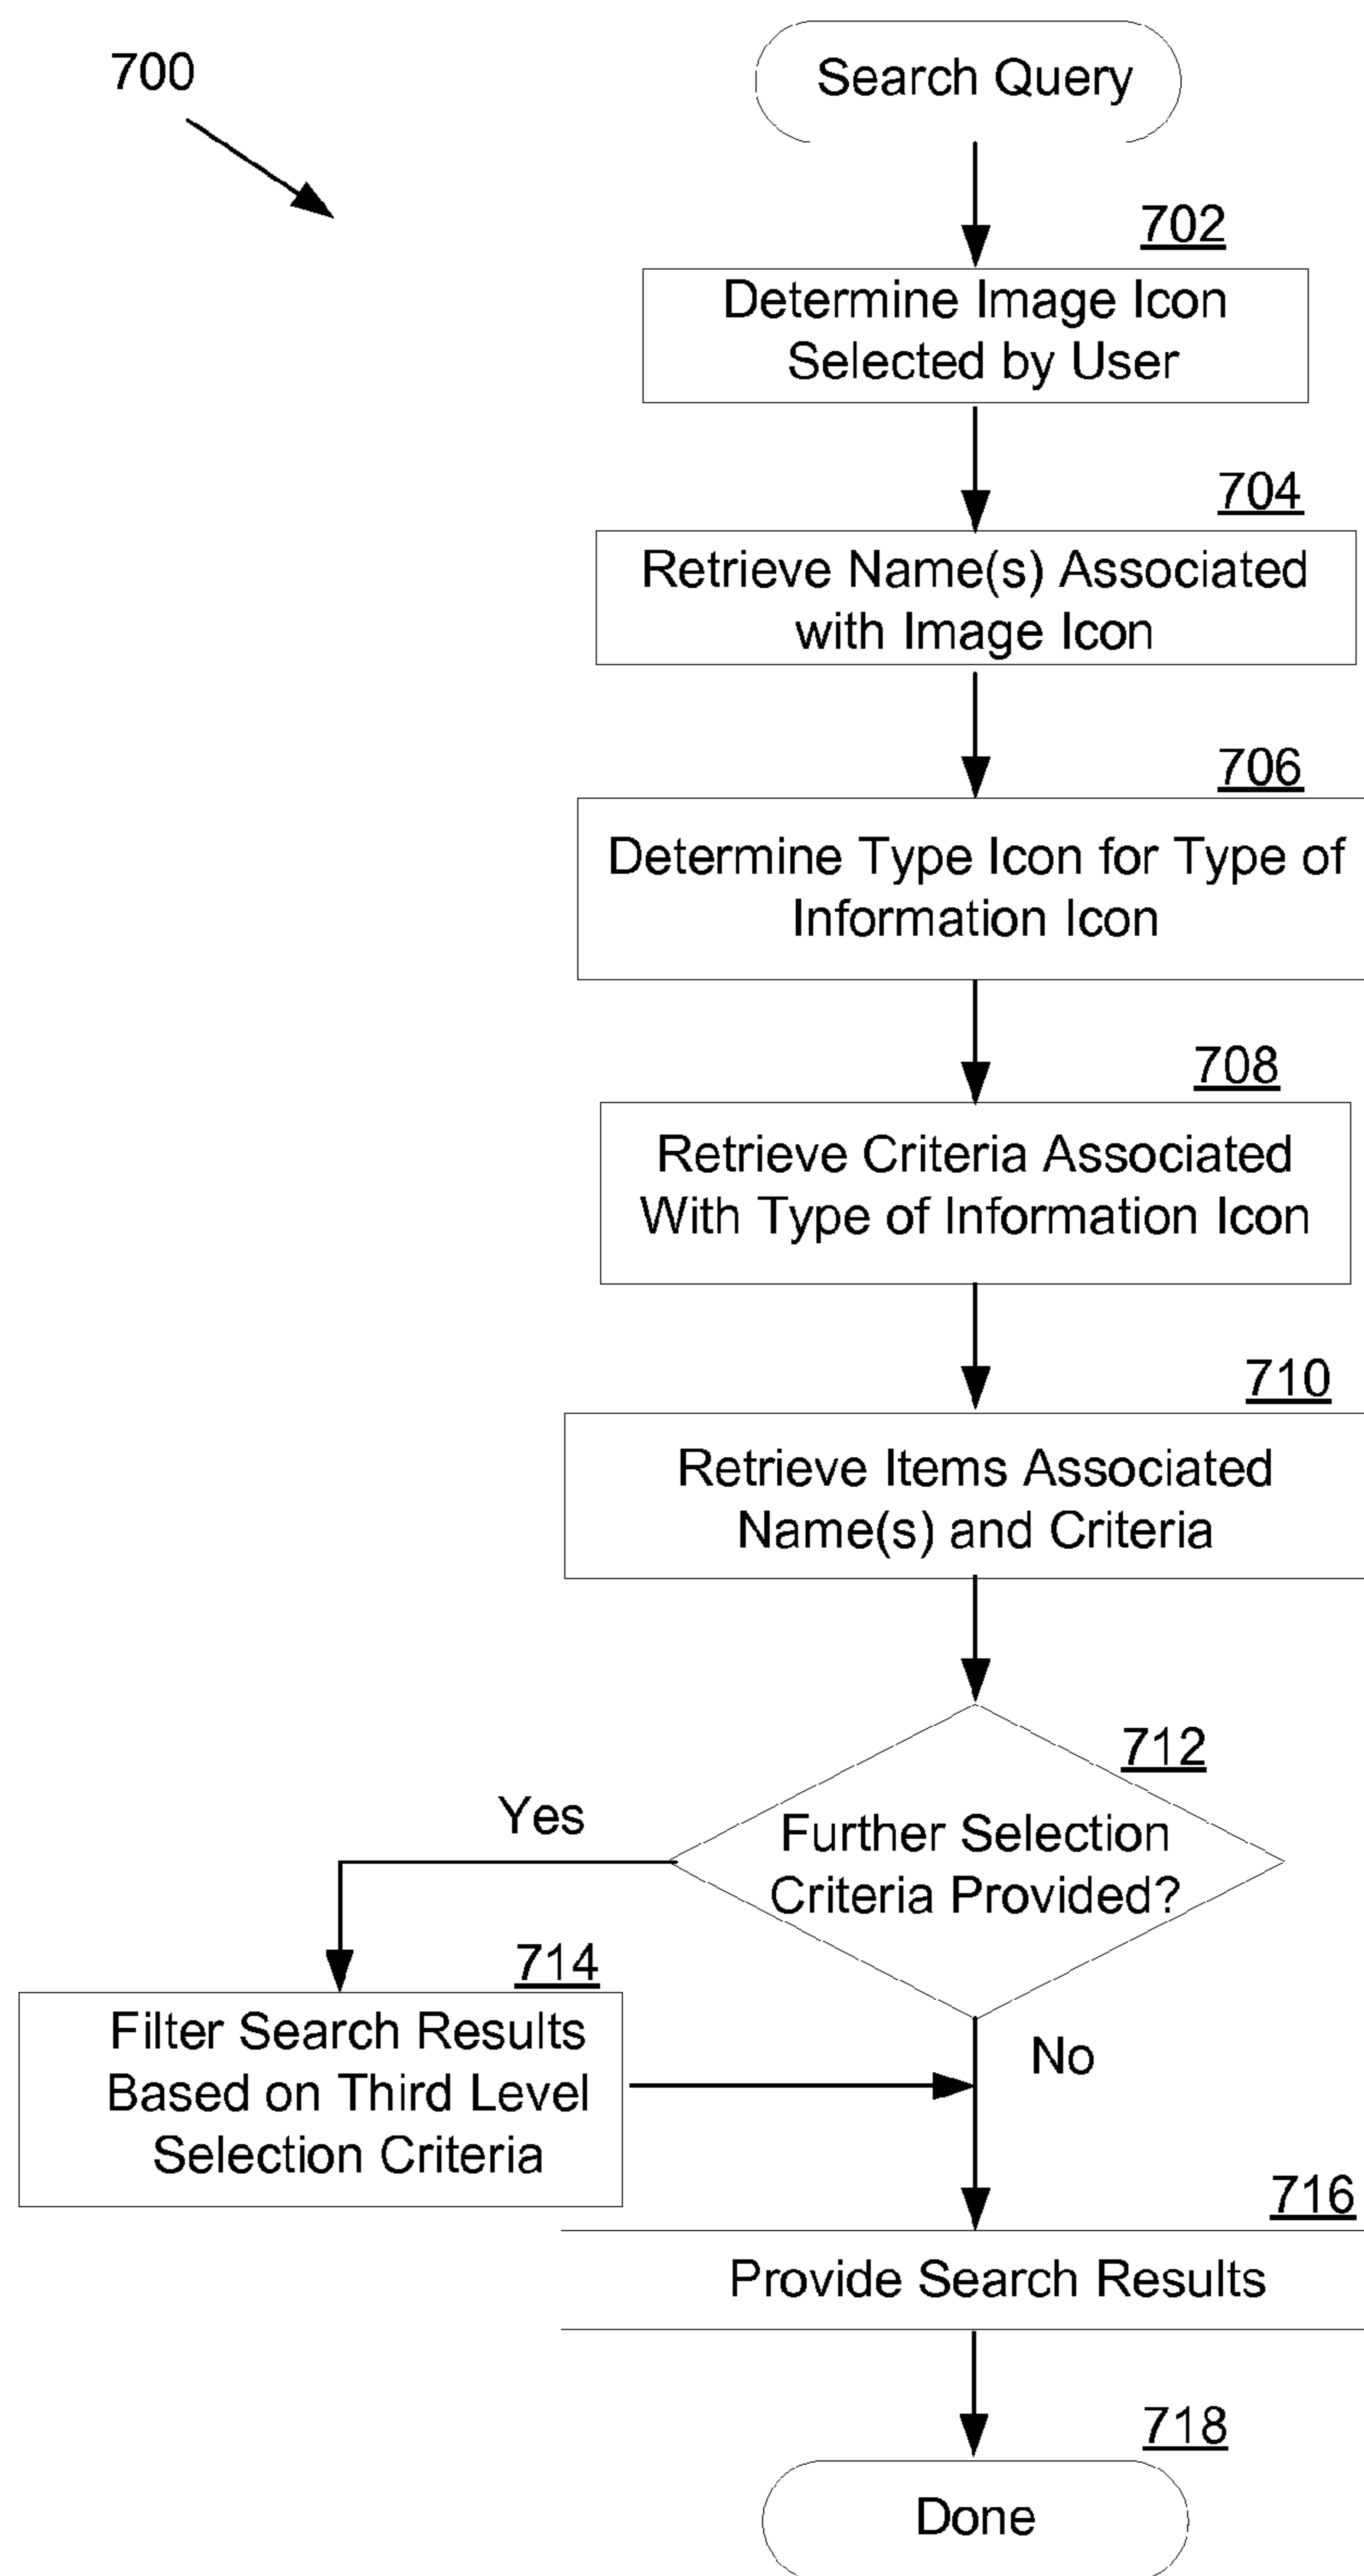 700
Search Query
702
Determine Image Icon
Selected by User
704
Retrieve Name(s) Associated
with Image Icon
706
Determine Type Icon for Type of
Information Icon
708
Retrieve Criteria Associated
With Type of Information Icon
710
Retrieve Items Associated
Name(s) and Criteria
712
Further Selection
Criteria Provided?
Yes
714
Filter Search Results
Based on Third Level
Selection Criteria
No
716
Provide Search Results
718
Done